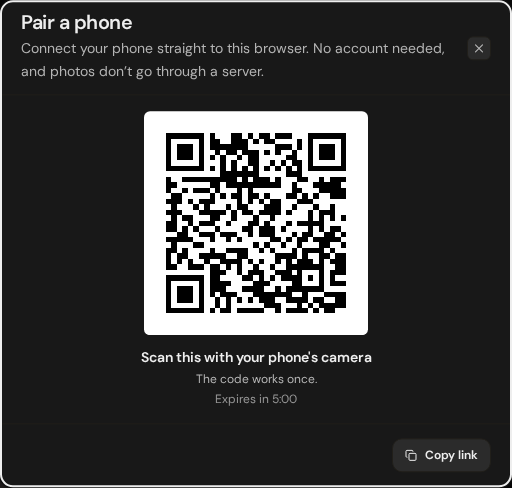 Pair a phone
Connect your phone straight to this browser. No account needed,
and photos don’t go through a server.
Scan this with your phone's camera
The code works once.
Expires in 5:00
Copy link